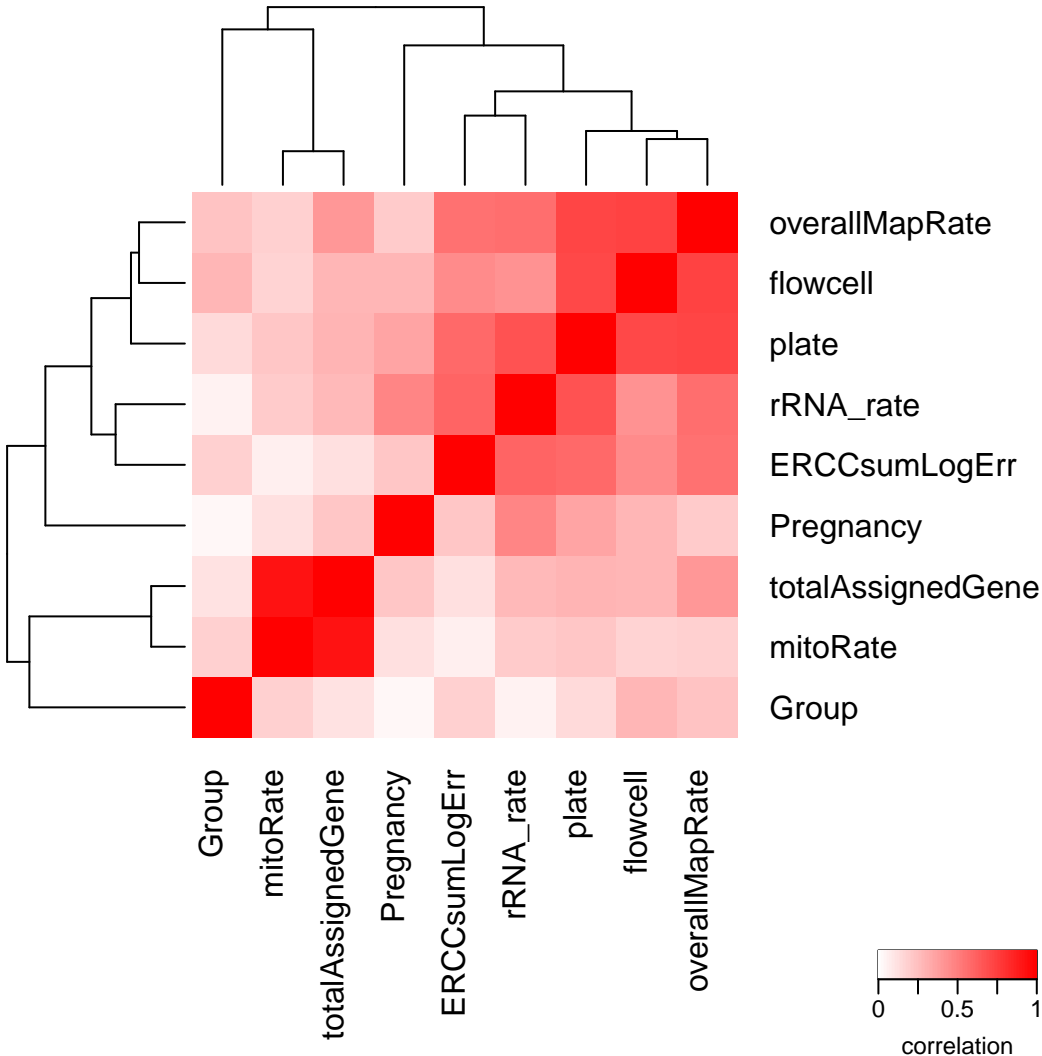 overallMapRate
flowcell
plate
rRNA_rate
ERCCsumLogErr
Pregnancy
totalAssignedGene
mitoRate
Group
Group
mitoRate
totalAssignedGene
Pregnancy
ERCCsumLogErr
rRNA_rate
plate
flowcell
overallMapRate
0 0.5 1
correlation